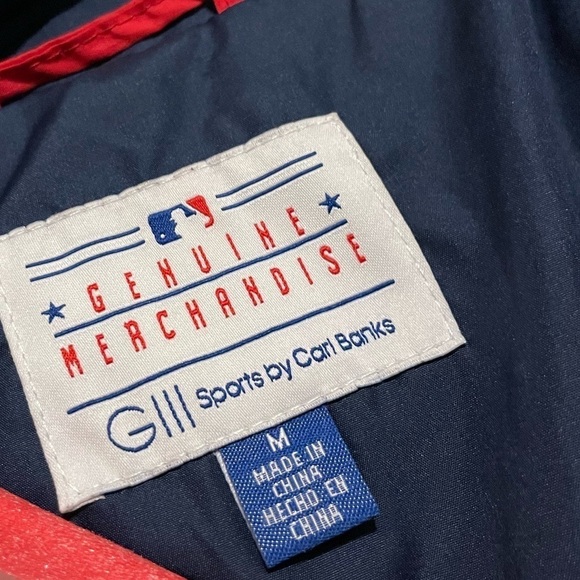 GENUINE
MERCHANDISE
GIII Sports by Carl Banks
M
MADE IN
CHINA
HECHO EN
CHINA